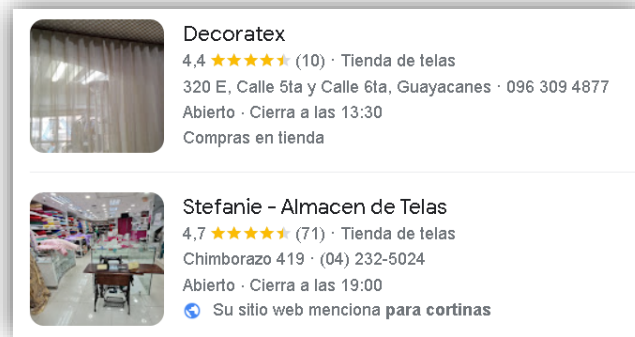 Decoratex
4,4 (10) · Tienda de telas
320 E, Calle 5ta y Calle 6ta, Guayacanes · 096 309 4877
Abierto · Cierra a las 13:30
Compras en tienda
Stefanie - Almacen de Telas
4,7 (71) · Tienda de telas
Chimborazo 419 · (04) 232-5024
Abierto · Cierra a las 19:00
Su sitio web menciona para cortinas